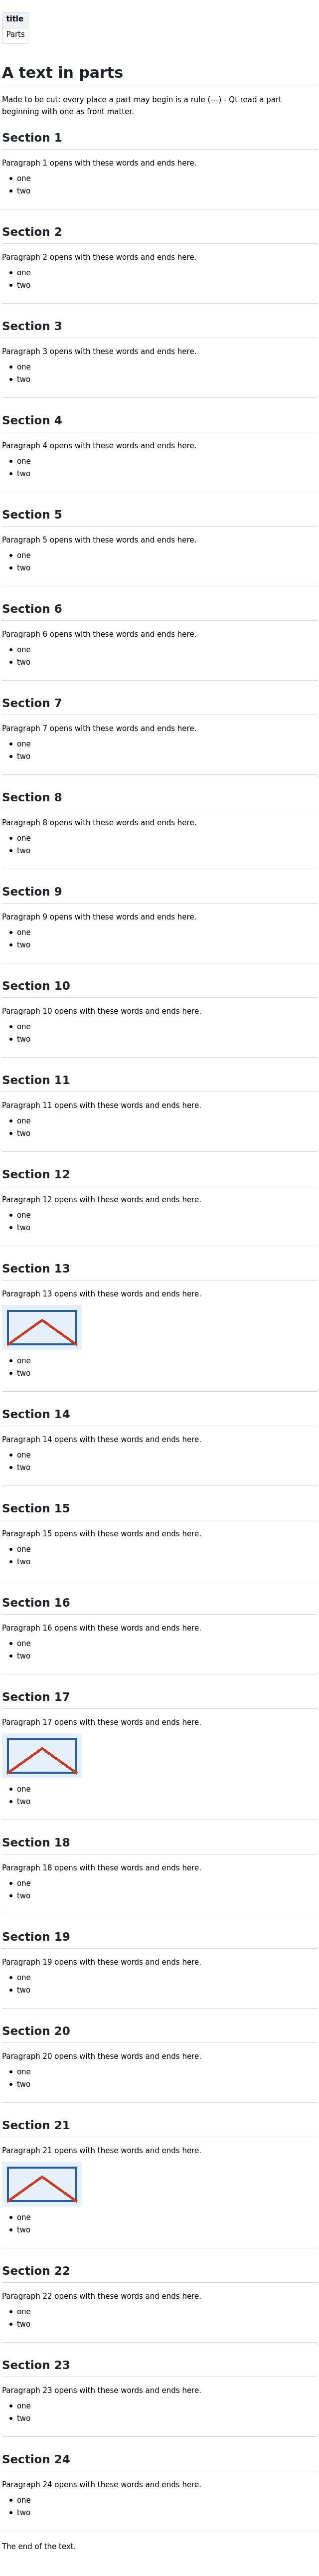 title
Parts
A text in parts
Made to be cut: every place a part may begin is a rule (---) - Qt read a part
beginning with one as front matter.
Section 1
Paragraph 1 opens with these words and ends here.
one
two
Section 2
Paragraph 2 opens with these words and ends here.
one
two
Section 3
Paragraph 3 opens with these words and ends here.
one
two
Section 4
Paragraph 4 opens with these words and ends here.
one
two
Section 5
Paragraph 5 opens with these words and ends here.
one
two
Section 6
Paragraph 6 opens with these words and ends here.
one
two
Section 7
Paragraph 7 opens with these words and ends here.
one
two
Section 8
Paragraph 8 opens with these words and ends here.
one
two
Section 9
Paragraph 9 opens with these words and ends here.
one
two
Section 10
Paragraph 10 opens with these words and ends here.
one
two
Section 11
Paragraph 11 opens with these words and ends here.
one
two
Section 12
Paragraph 12 opens with these words and ends here.
one
two
Section 13
Paragraph 13 opens with these words and ends here.
one
two
Section 14
Paragraph 14 opens with these words and ends here.
one
two
Section 15
Paragraph 15 opens with these words and ends here.
one
two
Section 16
Paragraph 16 opens with these words and ends here.
one
two
Section 17
Paragraph 17 opens with these words and ends here.
one
two
Section 18
Paragraph 18 opens with these words and ends here.
one
two
Section 19
Paragraph 19 opens with these words and ends here.
one
two
Section 20
Paragraph 20 opens with these words and ends here.
one
two
Section 21
Paragraph 21 opens with these words and ends here.
one
two
Section 22
Paragraph 22 opens with these words and ends here.
one
two
Section 23
Paragraph 23 opens with these words and ends here.
one
two
Section 24
Paragraph 24 opens with these words and ends here.
one
two
The end of the text.